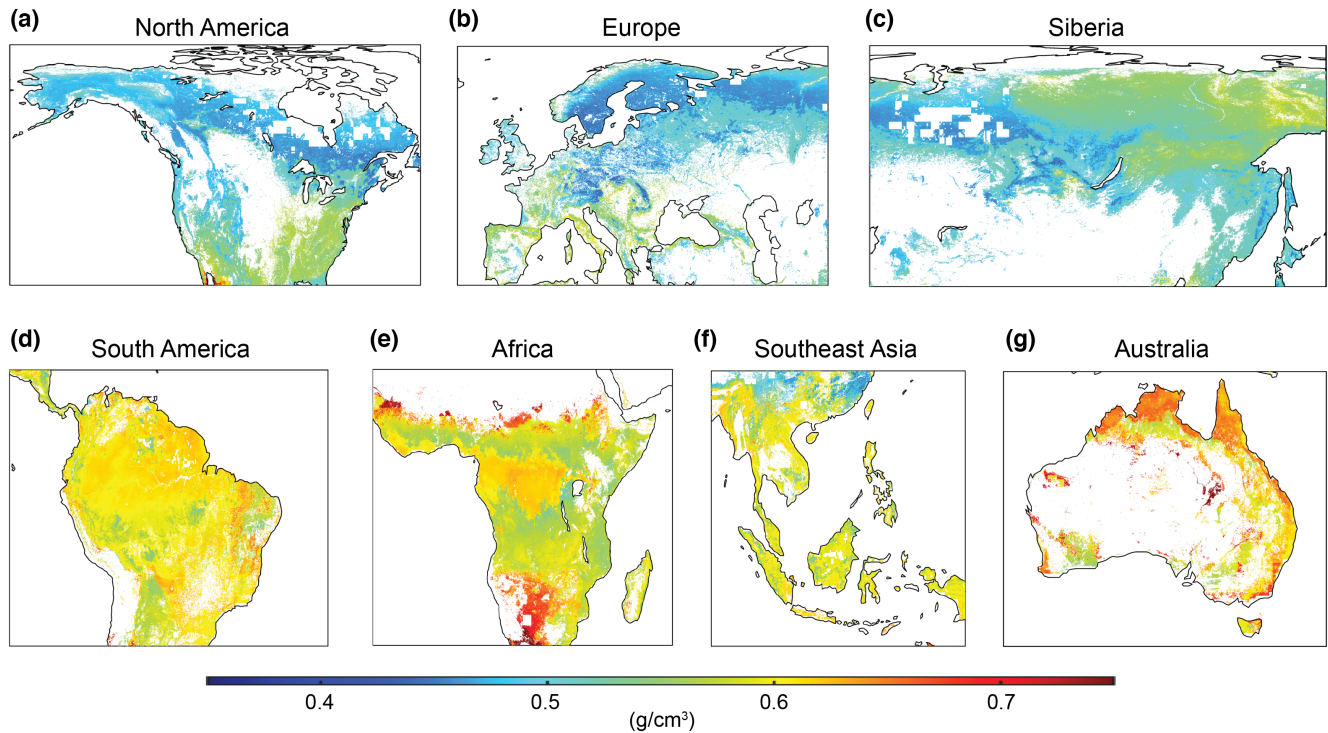 (a) North America
(b) Europe
(c) Siberia
(d) South America
(e) Africa
(f) Southeast Asia
(g) Australia
0.4 0.5 0.6 0.7
(g/cm³)